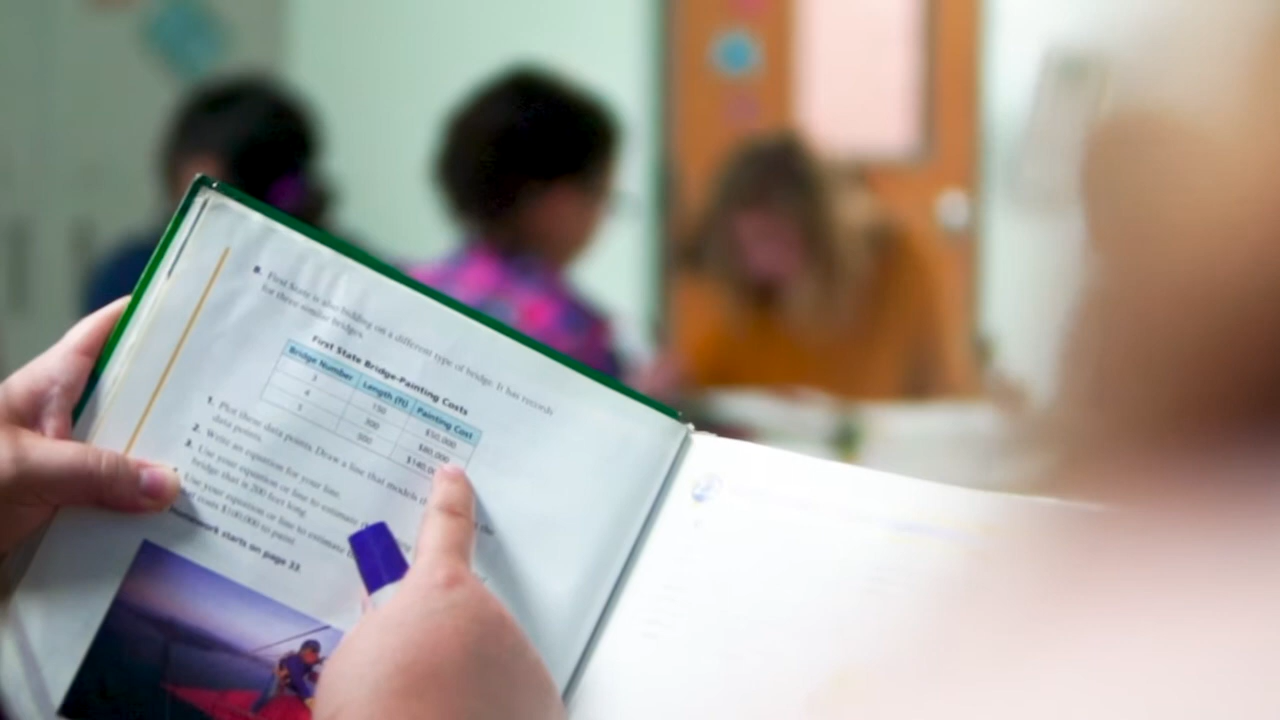 B. First State is also bidding on a different type of bridge. It has records
for three similar bridges.
First State Bridge-Painting Costs
Bridge Number Length (ft) Painting Cost
3 150 $50,000
4 300 $80,000
5 600 $140,0
1. Plot these data points. Draw a line that models the
data points.
2. Write an equation for your line.
3. Use your equation or line to estimate
bridge that is 200 feet long.
Use your equation or line to estimate
costs $100,000 to paint.
Homework starts on page 33.